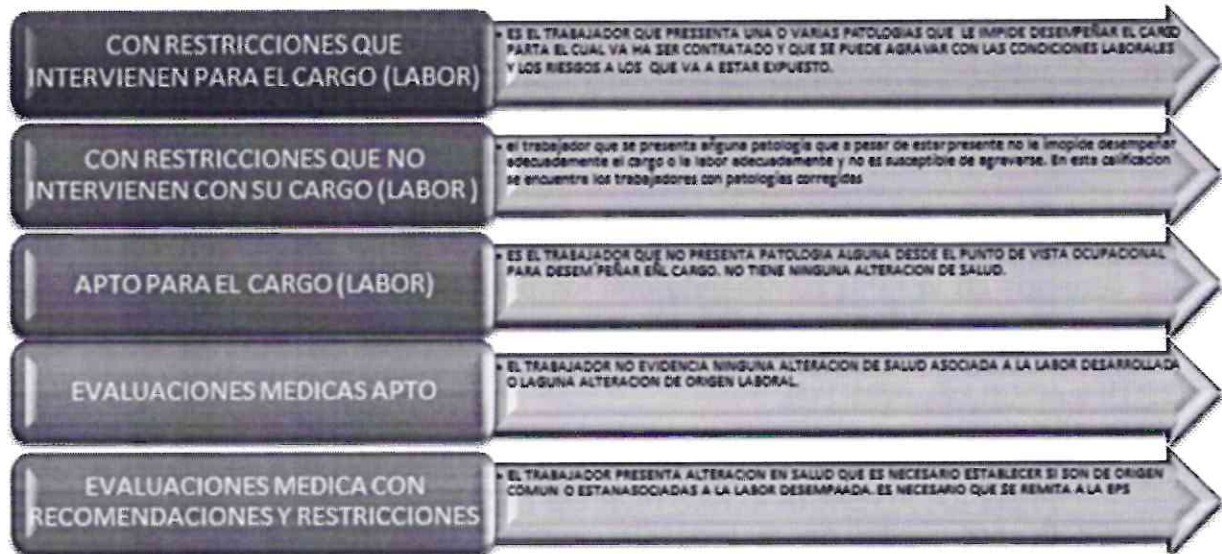 CON RESTRICCIONES QUE
INTERVIENEN PARA EL CARGO (LABOR)
• ES EL TRABAJADOR QUE PRESSENTA UNA O VARIAS PATOLOGIAS QUE LE IMPIDE DESEMPEÑAR EL CARGO
PARTA EL CUAL VA HA SER CONTRATADO Y QUE SE PUEDE AGRAVAR CON LAS CONDICIONES LABORALES
Y LOS RIESGOS A LOS QUE VA A ESTAR EXPUESTO.
CON RESTRICCIONES QUE NO
INTERVIENEN CON SU CARGO (LABOR )
• el trabajador que se presenta añguna patología que a pesar de estar presente no le imopide desempeñar
adecuadamente el cargo o la labor adecuadamente y no es susceptible de agravarse. En esta calificacion
se encuentra los trabajadores con patologías corregidas
APTO PARA EL CARGO (LABOR)
• ES EL TRABAJADOR QUE NO PRESENTA PATOLOGIA ALGUNA DESDE EL PUNTO DE VISTA OCUPACIONAL
PARA DESEM´PEÑAR ENL CARGO. NO TIENE NINGUNA ALTERACION DE SALUD.
EVALUACIONES MEDICAS APTO
• EL TRABAJADOR NO EVIDENCIA NINGUNA ALTERACION DE SALUD ASOCIADA A LA LABOR DESARROLLADA
O LAGUNA ALTERACION DE ORIGEN LABORAL.
EVALUACIONES MEDICA CON
RECOMENDACIONES Y RESTRICCIONES
• EL TRABAJADOR PRESENTA ALTERACION EN SALUD QUE ES NECESARIO ESTABLECER SI SON DE ORIGEN
COMUN O ESTANASOCIADAS A LA LABOR DESEMPAADA. ES NECESARIO QUE SE REMITA A LA EPS